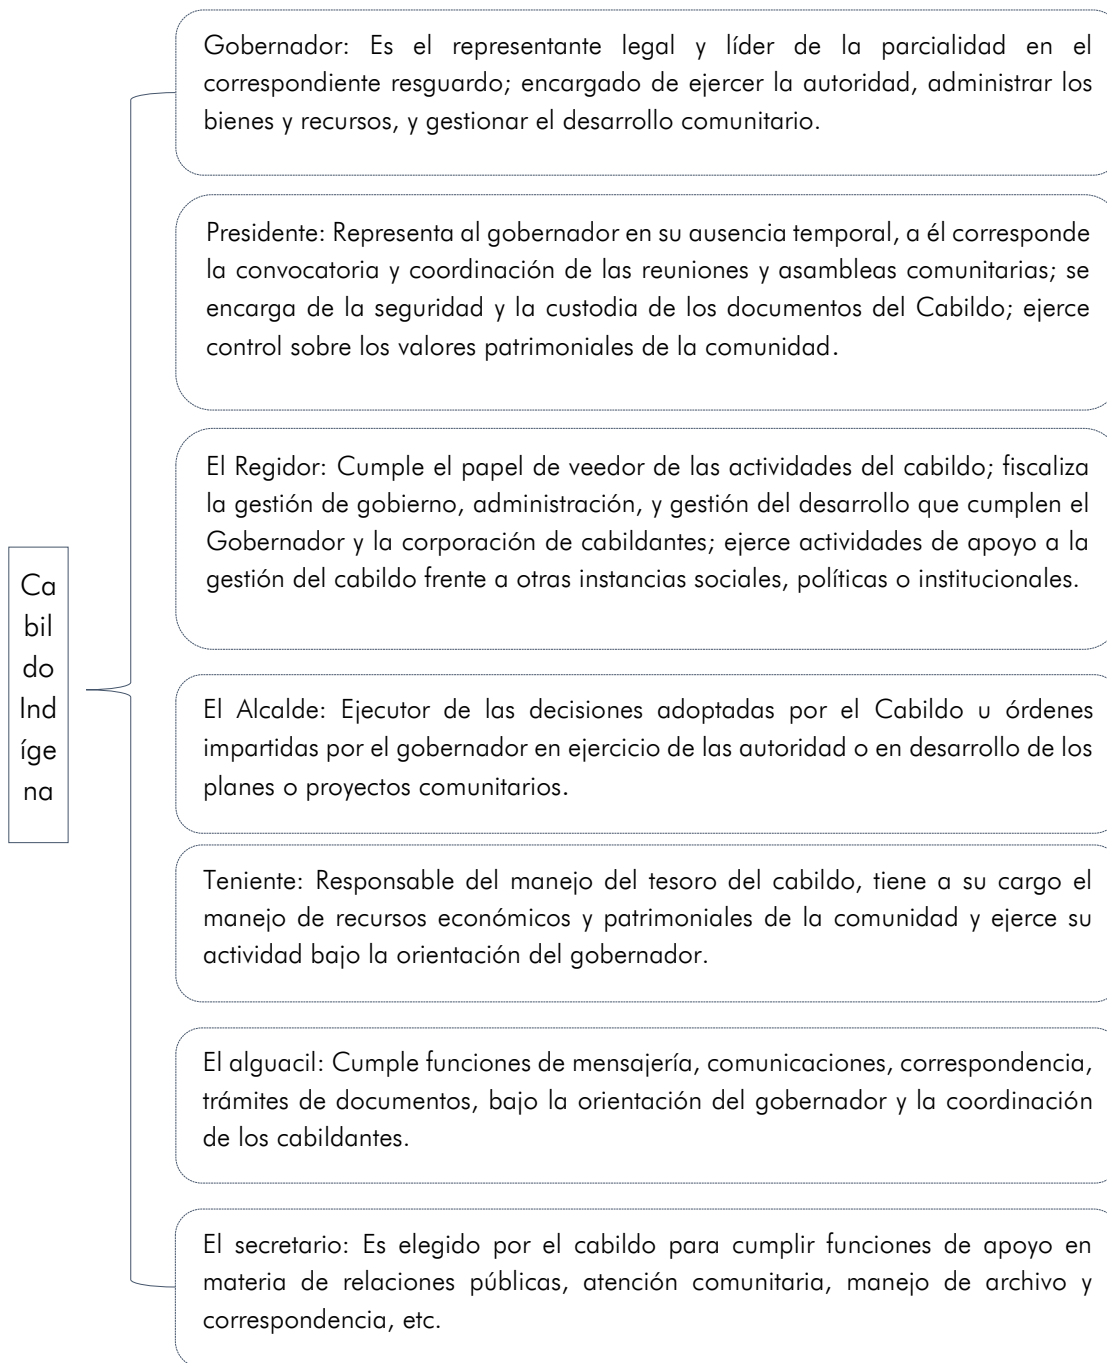 Gobernador: Es el representante legal y líder de la parcialidad en el
correspondiente resguardo; encargado de ejercer la autoridad, administrar los
bienes y recursos, y gestionar el desarrollo comunitario.
Presidente: Representa al gobernador en su ausencia temporal, a él corresponde
la convocatoria y coordinación de las reuniones y asambleas comunitarias; se
encarga de la seguridad y la custodia de los documentos del Cabildo; ejerce
control sobre los valores patrimoniales de la comunidad.
El Regidor: Cumple el papel de veedor de las actividades del cabildo; fiscaliza
la gestión de gobierno, administración, y gestión del desarrollo que cumplen el
Gobernador y la corporación de cabildantes; ejerce actividades de apoyo a la
gestión del cabildo frente a otras instancias sociales, políticas o institucionales.
Ca
bil
do
Ind
íge
na
El Alcalde: Ejecutor de las decisiones adoptadas por el Cabildo u órdenes
impartidas por el gobernador en ejercicio de las autoridad o en desarrollo de los
planes o proyectos comunitarios.
Teniente: Responsable del manejo del tesoro del cabildo, tiene a su cargo el
manejo de recursos económicos y patrimoniales de la comunidad y ejerce su
actividad bajo la orientación del gobernador.
El alguacil: Cumple funciones de mensajería, comunicaciones, correspondencia,
trámites de documentos, bajo la orientación del gobernador y la coordinación
de los cabildantes.
El secretario: Es elegido por el cabildo para cumplir funciones de apoyo en
materia de relaciones públicas, atención comunitaria, manejo de archivo y
correspondencia, etc.